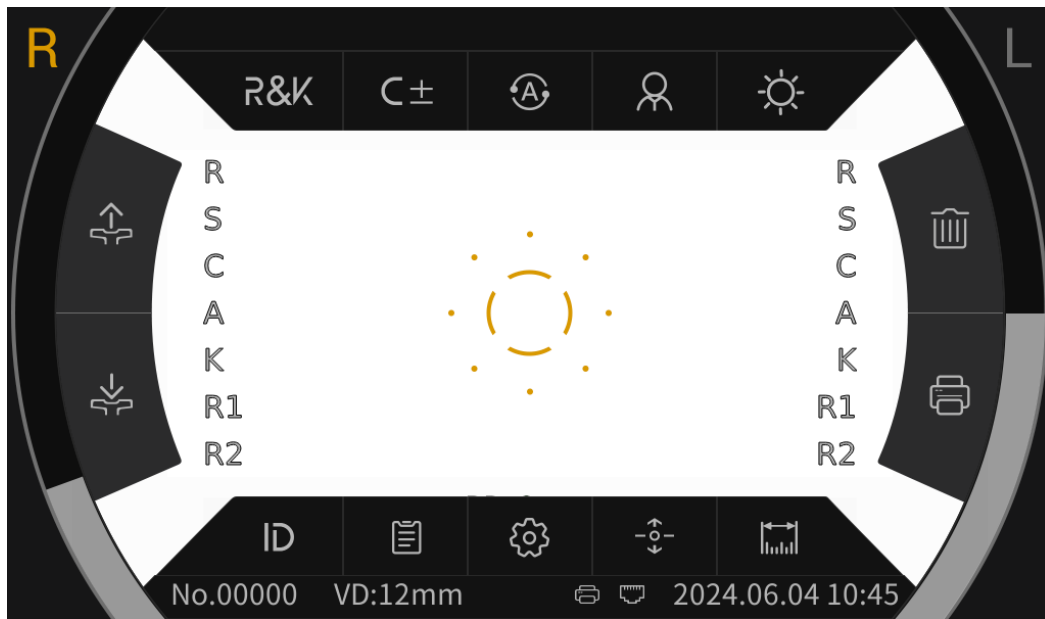 R L
R&K C± A
R R
S S
C C
A A
K K
R1 R1
R2 R2
ID
No.00000 VD:12mm 2024.06.04 10:45